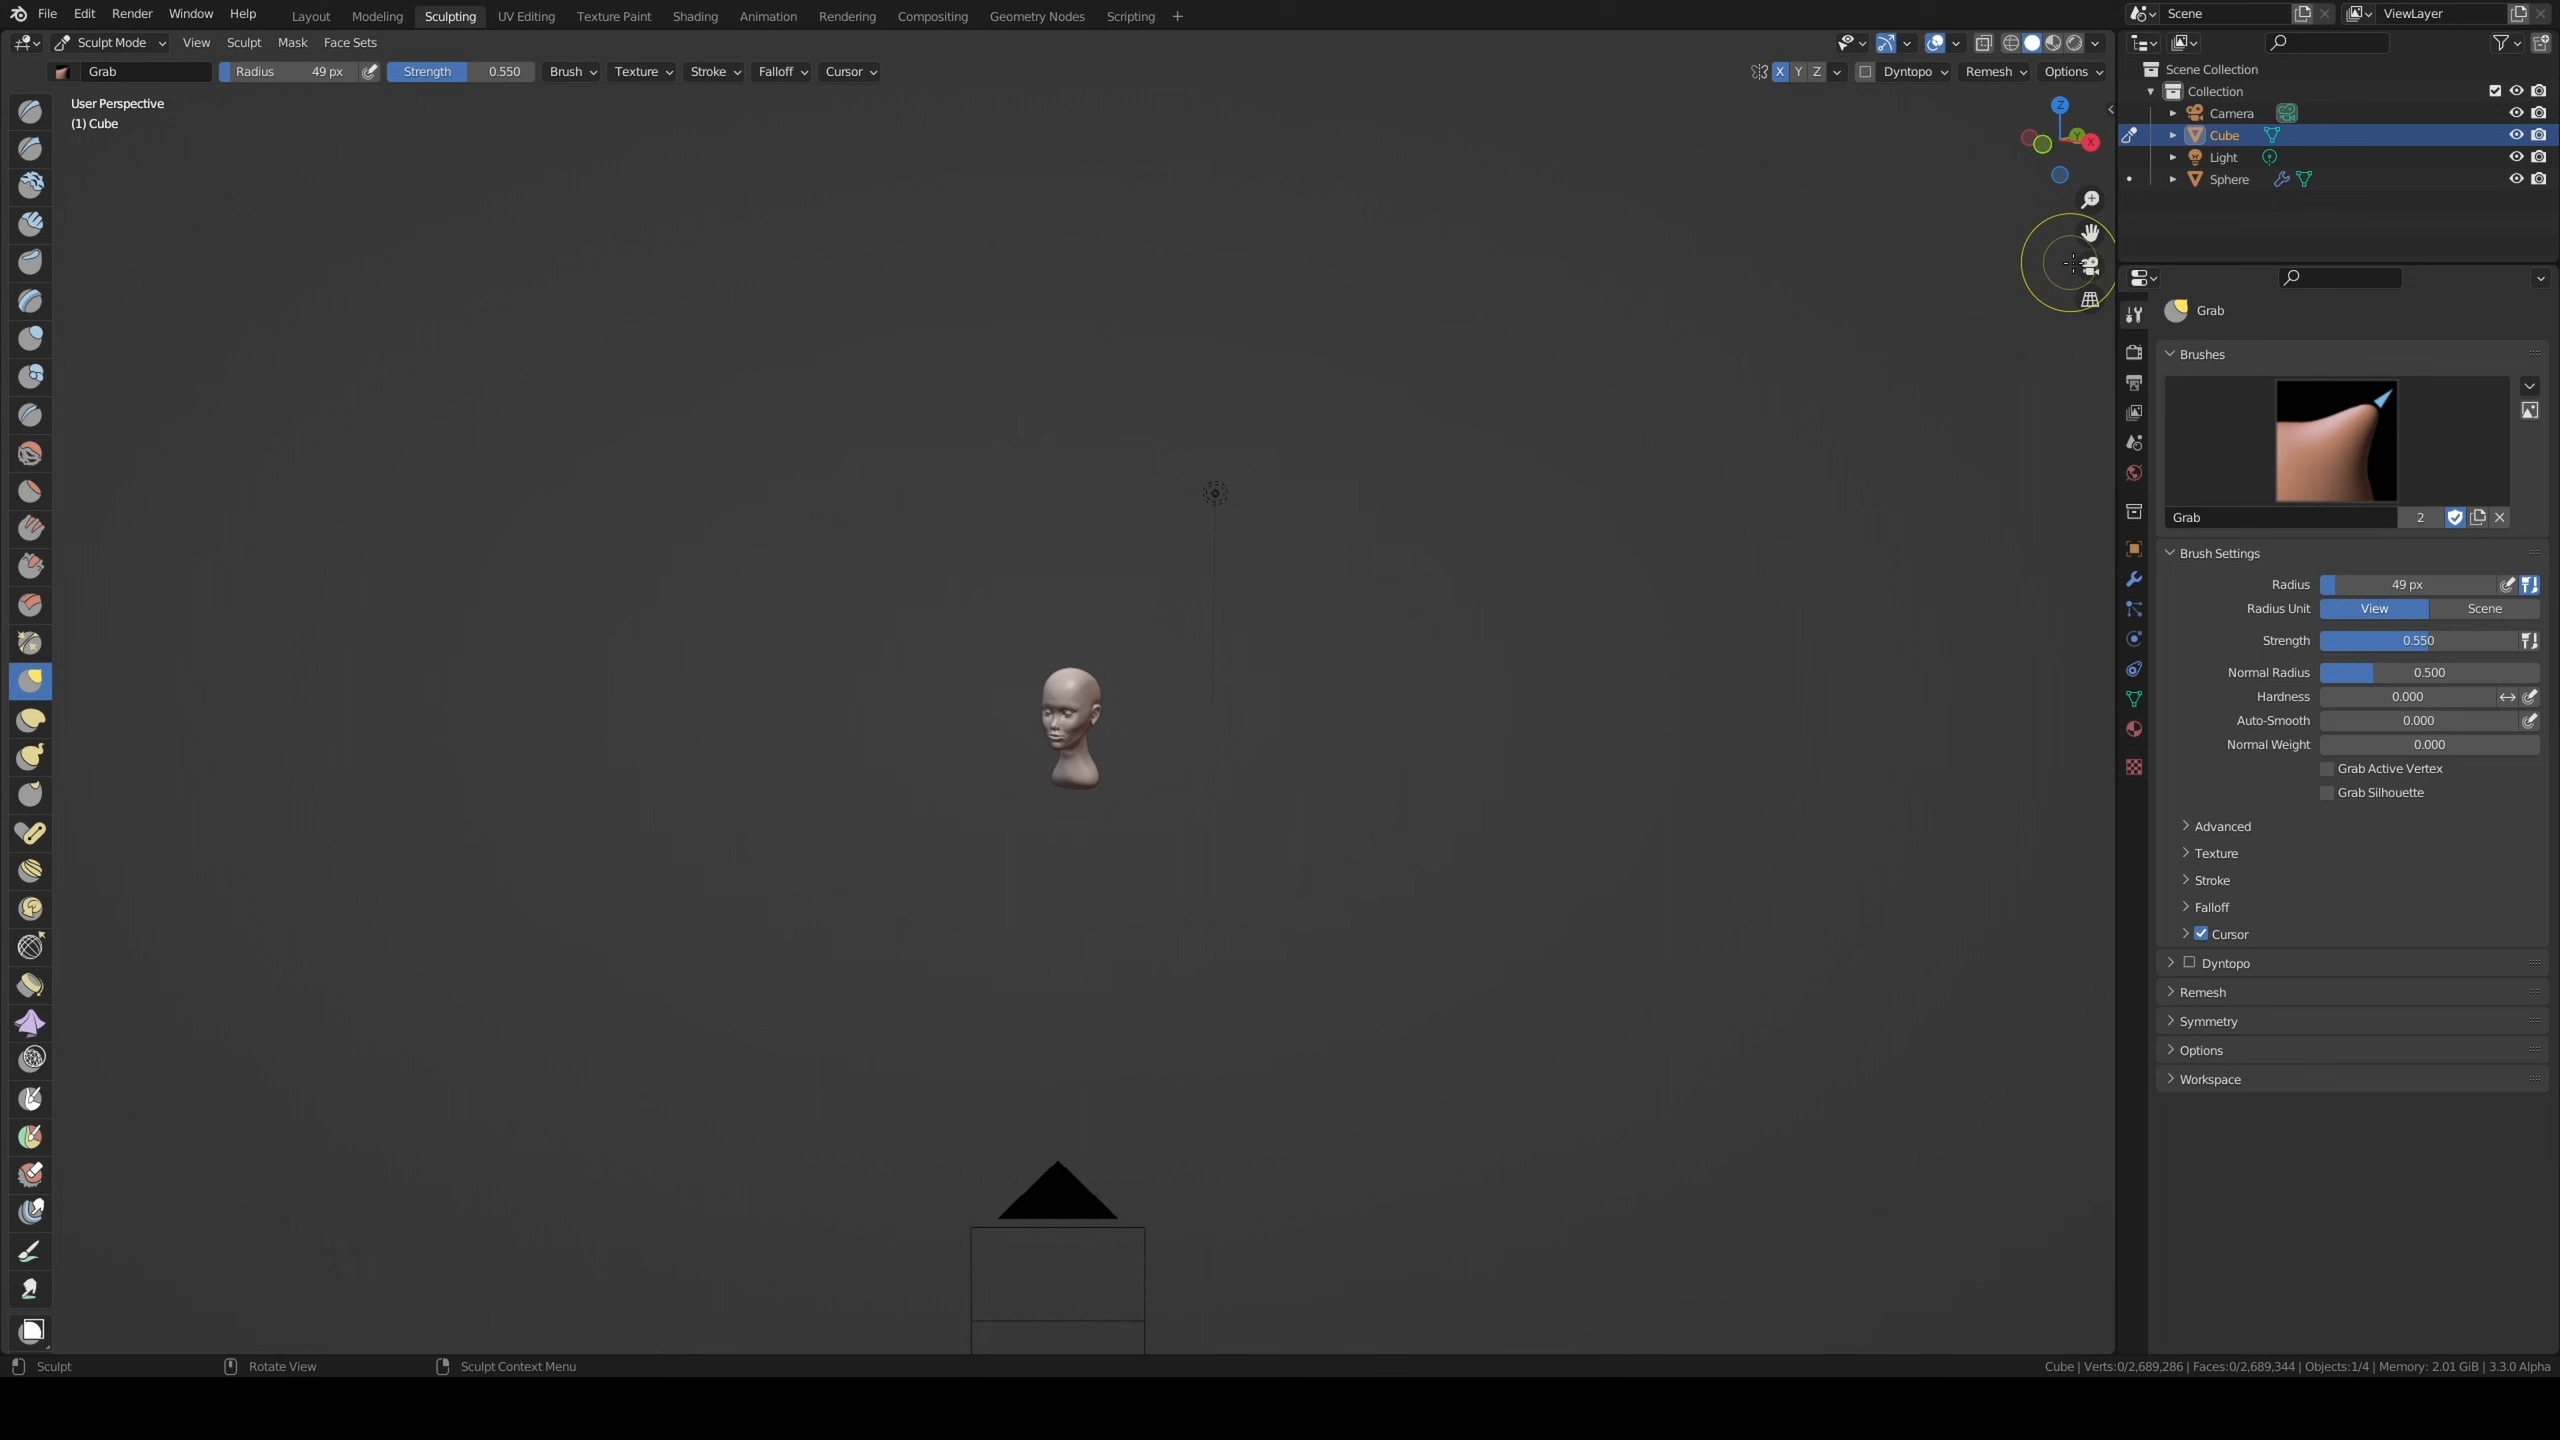 File Edit Render Window Help Layout Modeling Sculpting UV Editing Texture Paint Shading Animation Rendering Compositing Geometry Nodes Scripting + Scene ViewLayer
Sculpt Mode View Sculpt Mask Face Sets
Grab Radius 49 px Strength 0.550 Brush Texture Stroke Falloff Cursor X Y Z Dyntopo Remesh Options
User Perspective
(1) Cube
Z
Y
X
Scene Collection
Collection
Camera
Cube
Light
Sphere
Grab
Brushes
Grab 2
Brush Settings
Radius 49 px
Radius Unit View Scene
Strength 0.550
Normal Radius 0.500
Hardness 0.000
Auto-Smooth 0.000
Normal Weight 0.000
Grab Active Vertex
Grab Silhouette
Advanced
Texture
Stroke
Falloff
Cursor
Dyntopo
Remesh
Symmetry
Options
Workspace
Sculpt Rotate View Sculpt Context Menu Cube | Verts:0/2,689,286 | Faces:0/2,689,344 | Objects:1/4 | Memory: 2.01 GiB | 3.3.0 Alpha